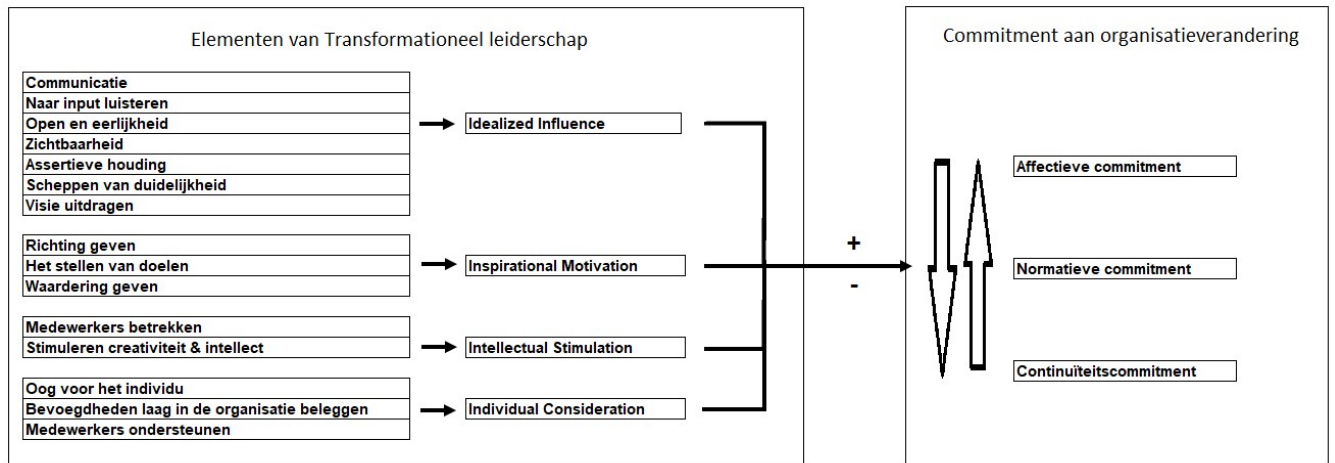 Elementen van Transformationeel leiderschap
Communicatie
Naar input luisteren
Open en eerlijkheid
Zichtbaarheid
Assertieve houding
Scheppen van duidelijkheid
Visie uitdragen
Idealized Influence
Richting geven
Het stellen van doelen
Waardering geven
Inspirational Motivation
Medewerkers betrekken
Stimuleren creativiteit & intellect
Intellectual Stimulation
Oog voor het individu
Bevoegdheden laag in de organisatie beleggen
Medewerkers ondersteunen
Individual Consideration
+
-
Commitment aan organisatieverandering
Affectieve commitment
Normatieve commitment
Continuïteitscommitment